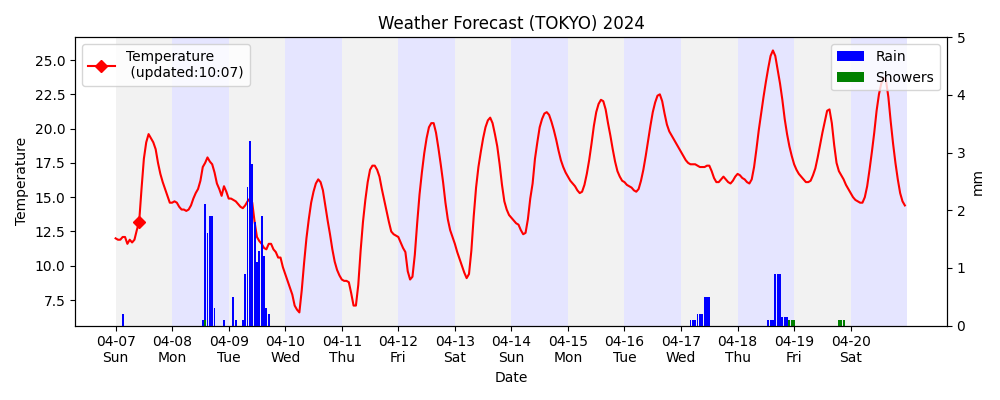 Weather Forecast (TOKYO) 2024
Temperature
(updated:10:07)
Rain
Showers
25.0
22.5
20.0
17.5
15.0
12.5
10.0
7.5
Temperature
5
4
3
2
1
0
mm
04-07 04-08 04-09 04-10 04-11 04-12 04-13 04-14 04-15 04-16 04-17 04-18 04-19 04-20
Sun Mon Tue Wed Thu Fri Sat Sun Mon Tue Wed Thu Fri Sat
Date